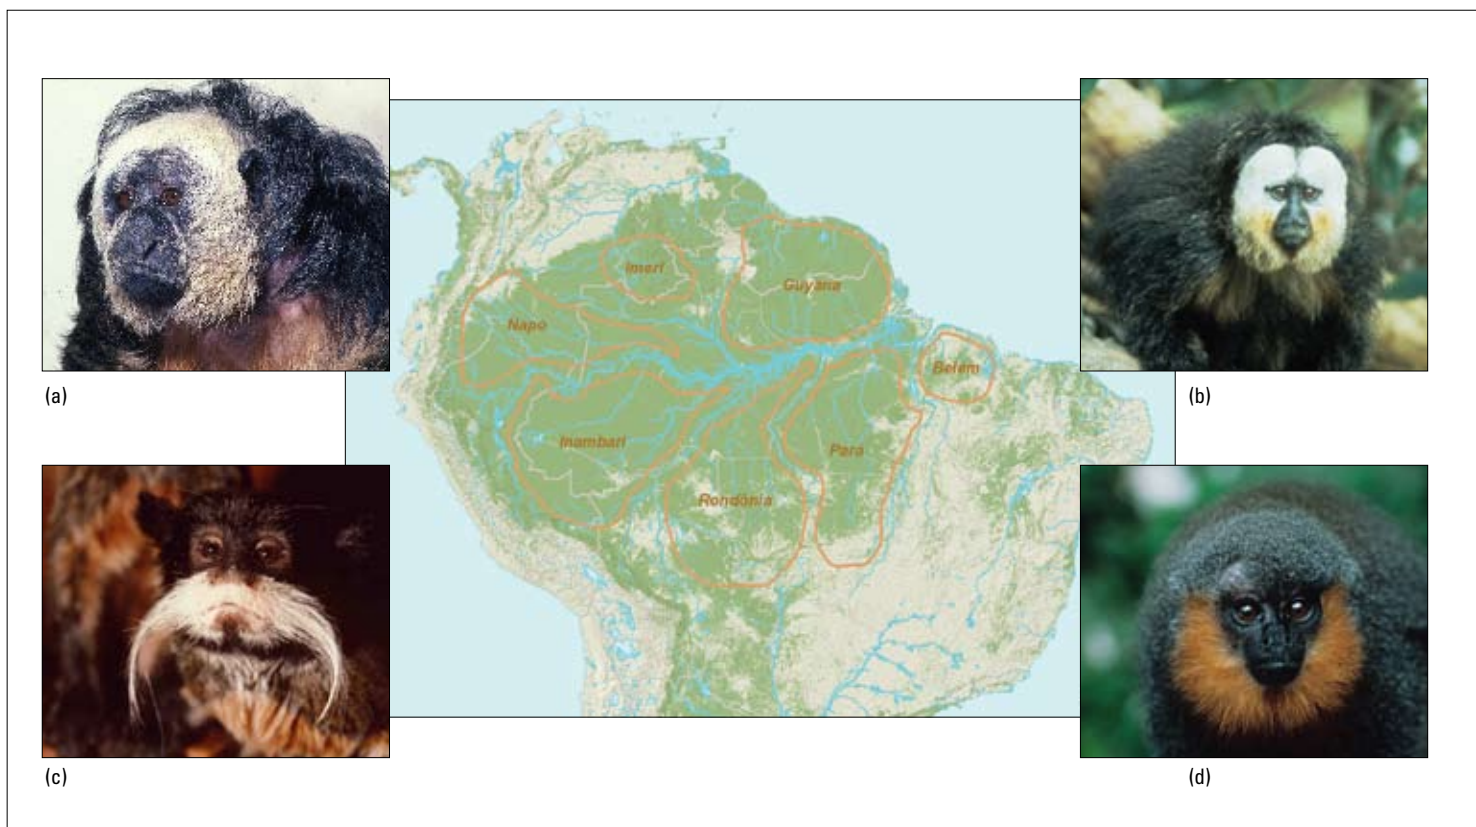 (a)
(b)
Imeri
Guyana
Napo
Belem
Inambari
Para
Rondonia
(c)
(d)